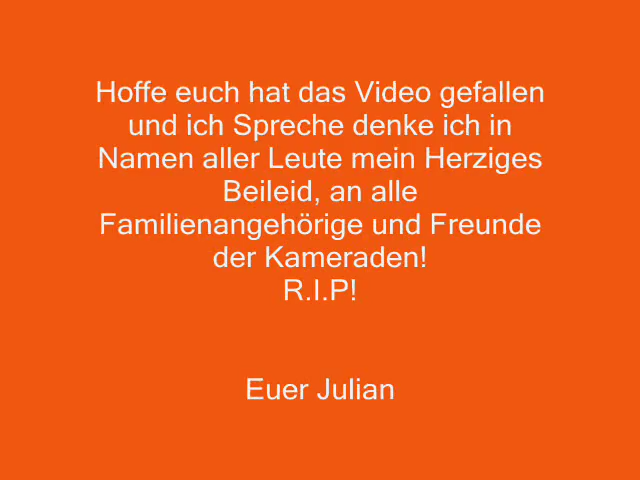 Hoffe euch hat das Video gefallen
und ich Spreche denke ich in
Namen aller Leute mein Herziges
Beileid, an alle
Familienangehörige und Freunde
der Kameraden!
R.I.P!
Euer Julian